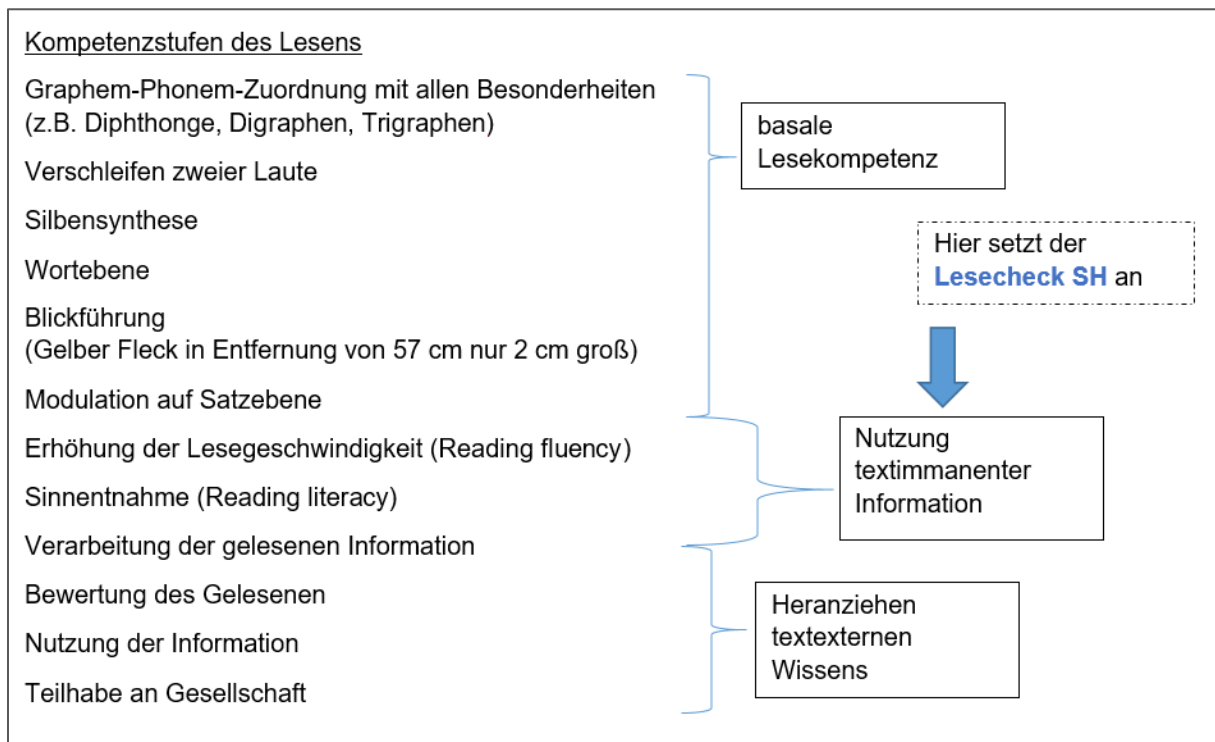 Kompetenzstufen des Lesens
Graphem-Phonem-Zuordnung mit allen Besonderheiten
(z.B. Diphthonge, Digraphen, Trigraphen)
Verschleifen zweier Laute
Silbensynthese
Wortebene
Blickführung
(Gelber Fleck in Entfernung von 57 cm nur 2 cm groß)
Modulation auf Satzebene
Erhöhung der Lesegeschwindigkeit (Reading fluency)
Sinnentnahme (Reading literacy)
Verarbeitung der gelesenen Information
Bewertung des Gelesenen
Nutzung der Information
Teilhabe an Gesellschaft
basale
Lesekompetenz
Hier setzt der
Lesecheck SH an
Nutzung
textimmanenter
Information
Heranziehen
textexternen
Wissens